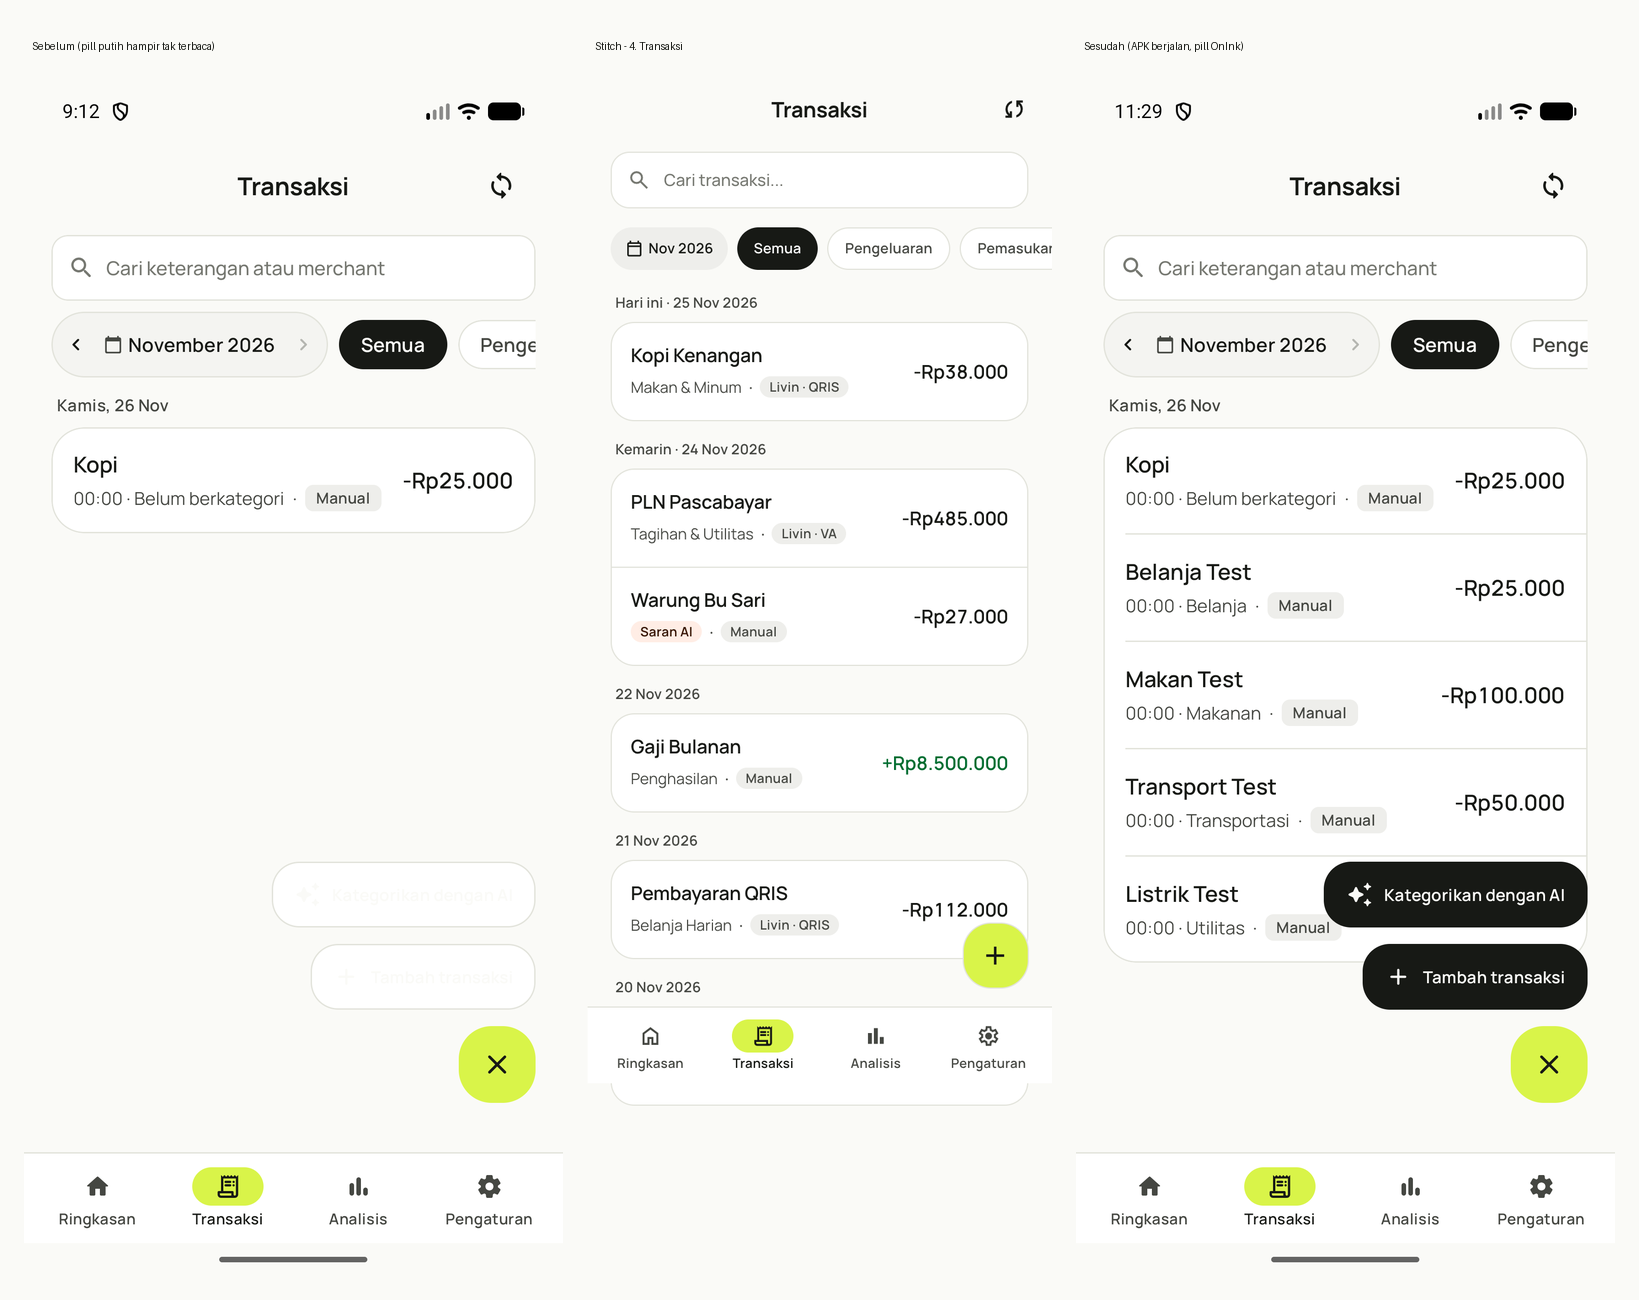 Sebelum (pill putih hampir tak terbaca)
9:12
Transaksi
Cari keterangan atau merchant
November 2026
Semua
Penge
Kamis, 26 Nov
Kopi
00:00 · Belum berkategori · Manual
-Rp25.000
Kategorikan dengan AI
Tambah transaksi
Ringkasan
Transaksi
Analisis
Pengaturan
Stitch - 4. Transaksi
Transaksi
Cari transaksi...
Nov 2026
Semua
Pengeluaran
Pemasukan
Hari ini · 25 Nov 2026
Kopi Kenangan
Makan & Minum · Livin · QRIS
-Rp38.000
Kemarin · 24 Nov 2026
PLN Pascabayar
Tagihan & Utilitas · Livin · VA
-Rp485.000
Warung Bu Sari
Saran AI · Manual
-Rp27.000
22 Nov 2026
Gaji Bulanan
Penghasilan · Manual
+Rp8.500.000
21 Nov 2026
Pembayaran QRIS
Belanja Harian · Livin · QRIS
-Rp112.000
20 Nov 2026
Ringkasan
Transaksi
Analisis
Pengaturan
Sesudah (APK berjalan, pill OnInk)
11:29
Transaksi
Cari keterangan atau merchant
November 2026
Semua
Penge
Kamis, 26 Nov
Kopi
00:00 · Belum berkategori · Manual
-Rp25.000
Belanja Test
00:00 · Belanja · Manual
-Rp25.000
Makan Test
00:00 · Makanan · Manual
-Rp100.000
Transport Test
00:00 · Transportasi · Manual
-Rp50.000
Listrik Test
00:00 · Utilitas · Manual
Kategorikan dengan AI
Tambah transaksi
Ringkasan
Transaksi
Analisis
Pengaturan